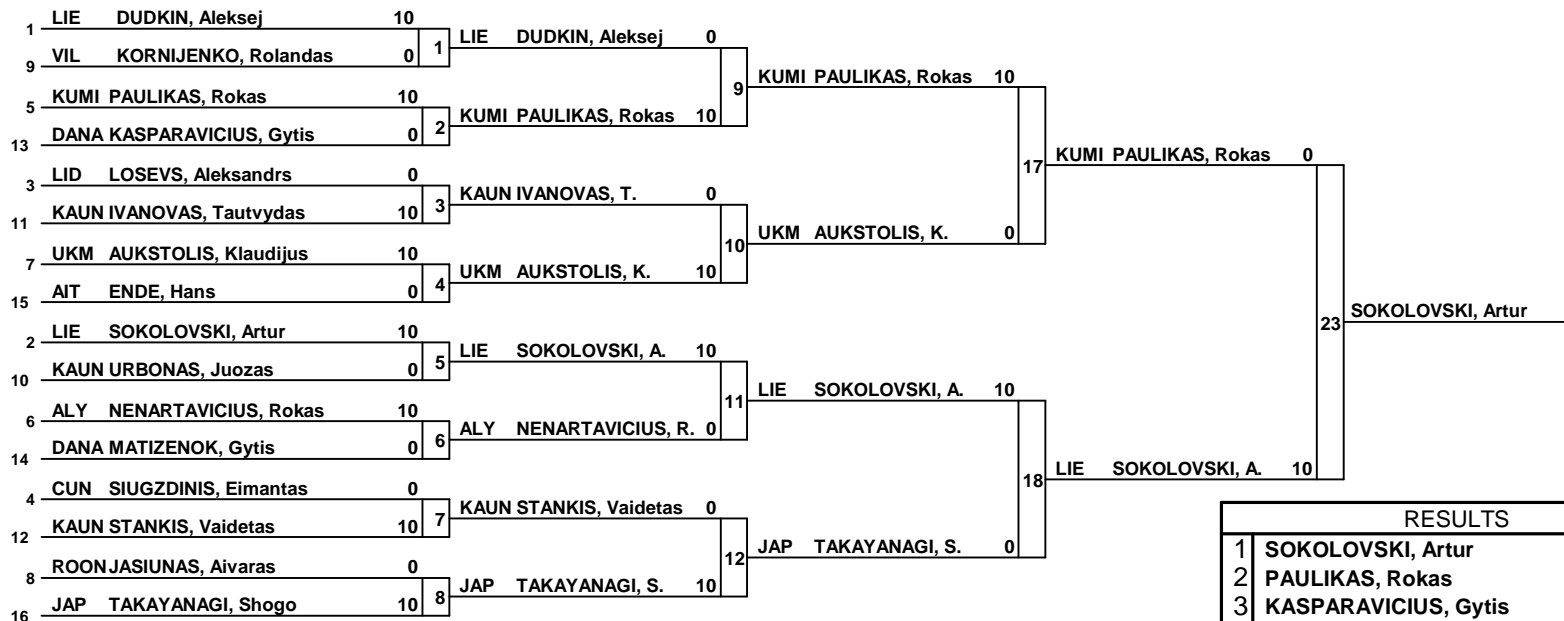 1 LIE DUDKIN, Aleksej 10
9 VIL KORNIJENKO, Rolandas 0
1
5 KUMI PAULIKAS, Rokas 10
13 DANA KASPARAVICIUS, Gytis 0
2
3 LID LOSEVS, Aleksandrs 0
11 KAUN IVANOVAS, Tautvydas 10
3
7 UKM AUKSTOLIS, Klaudijus 10
15 AIT ENDE, Hans 0
4
2 LIE SOKOLOVSKI, Artur 10
10 KAUN URBONAS, Juozas 0
5
6 ALY NENARTAVICIUS, Rokas 10
14 DANA MATIZENOK, Gytis 0
6
4 CUN SIUGZDINIS, Eimantas 0
12 KAUN STANKIS, Vaidetas 10
7
8 ROON JASIUNAS, Aivaras 0
16 JAP TAKAYANAGI, Shogo 10
8
LIE DUDKIN, Aleksej 0
KUMI PAULIKAS, Rokas 10
9
KAUN IVANOVAS, T. 0
UKM AUKSTOLIS, K. 10
10
LIE SOKOLOVSKI, A. 10
ALY NENARTAVICIUS, R. 0
11
KAUN STANKIS, Vaidetas 0
JAP TAKAYANAGI, S. 10
12
KUMI PAULIKAS, Rokas 10
UKM AUKSTOLIS, K. 0
17
LIE SOKOLOVSKI, A. 10
JAP TAKAYANAGI, S. 0
18
KUMI PAULIKAS, Rokas 0
LIE SOKOLOVSKI, A. 10
23
SOKOLOVSKI, Artur
RESULTS
1 SOKOLOVSKI, Artur
2 PAULIKAS, Rokas
3 KASPARAVICIUS, Gytis